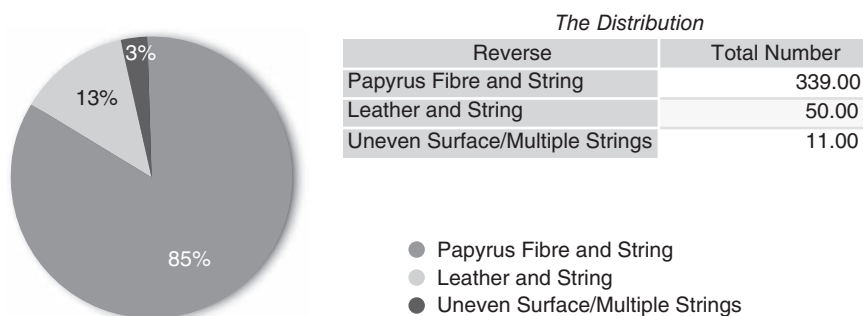 3%
13%
85%
The Distribution
Reverse Total Number
Papyrus Fibre and String 339.00
Leather and String 50.00
Uneven Surface/Multiple Strings 11.00
Papyrus Fibre and String
Leather and String
Uneven Surface/Multiple Strings